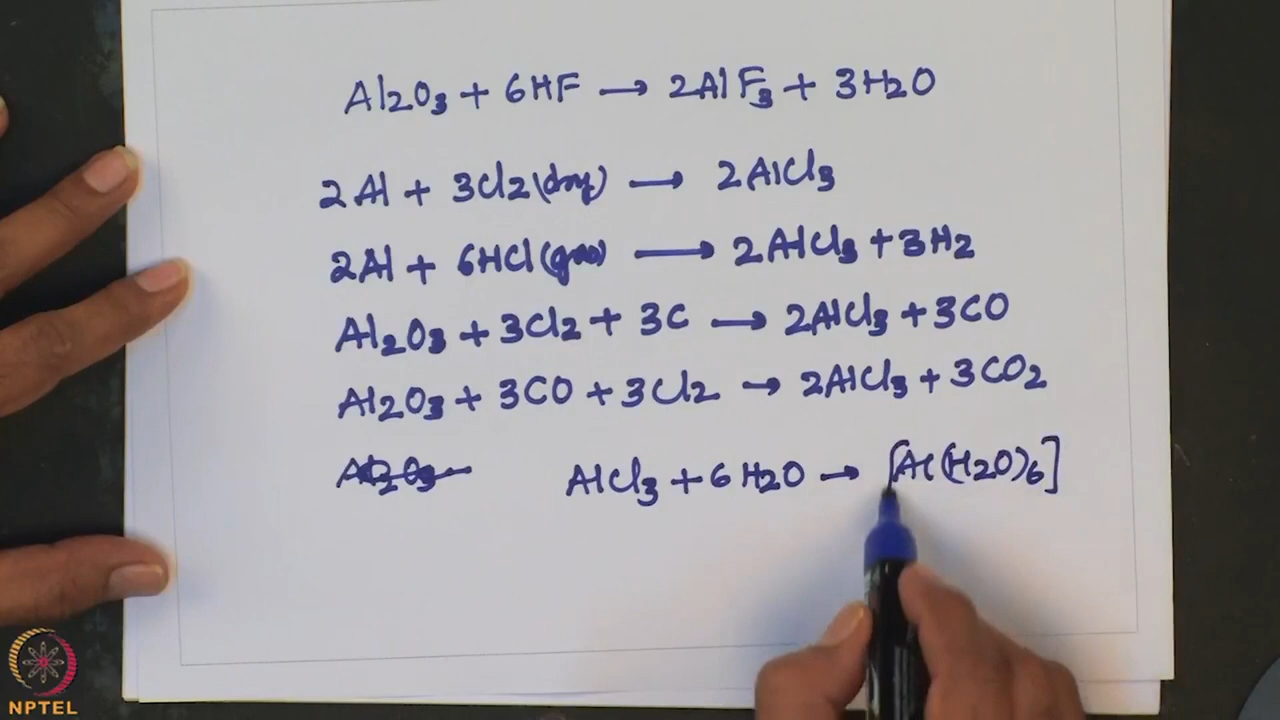 Al2O3 + 6HF → 2AlF3 + 3H2O
2Al + 3Cl2(dry) → 2AlCl3
2Al + 6HCl(gas) → 2AlCl3 + 3H2
Al2O3 + 3Cl2 + 3C → 2AlCl3 + 3CO
Al2O3 + 3CO + 3Cl2 → 2AlCl3 + 3CO2
Al2O3 AlCl3 + 6H2O → [Al(H2O)6]
NPTEL